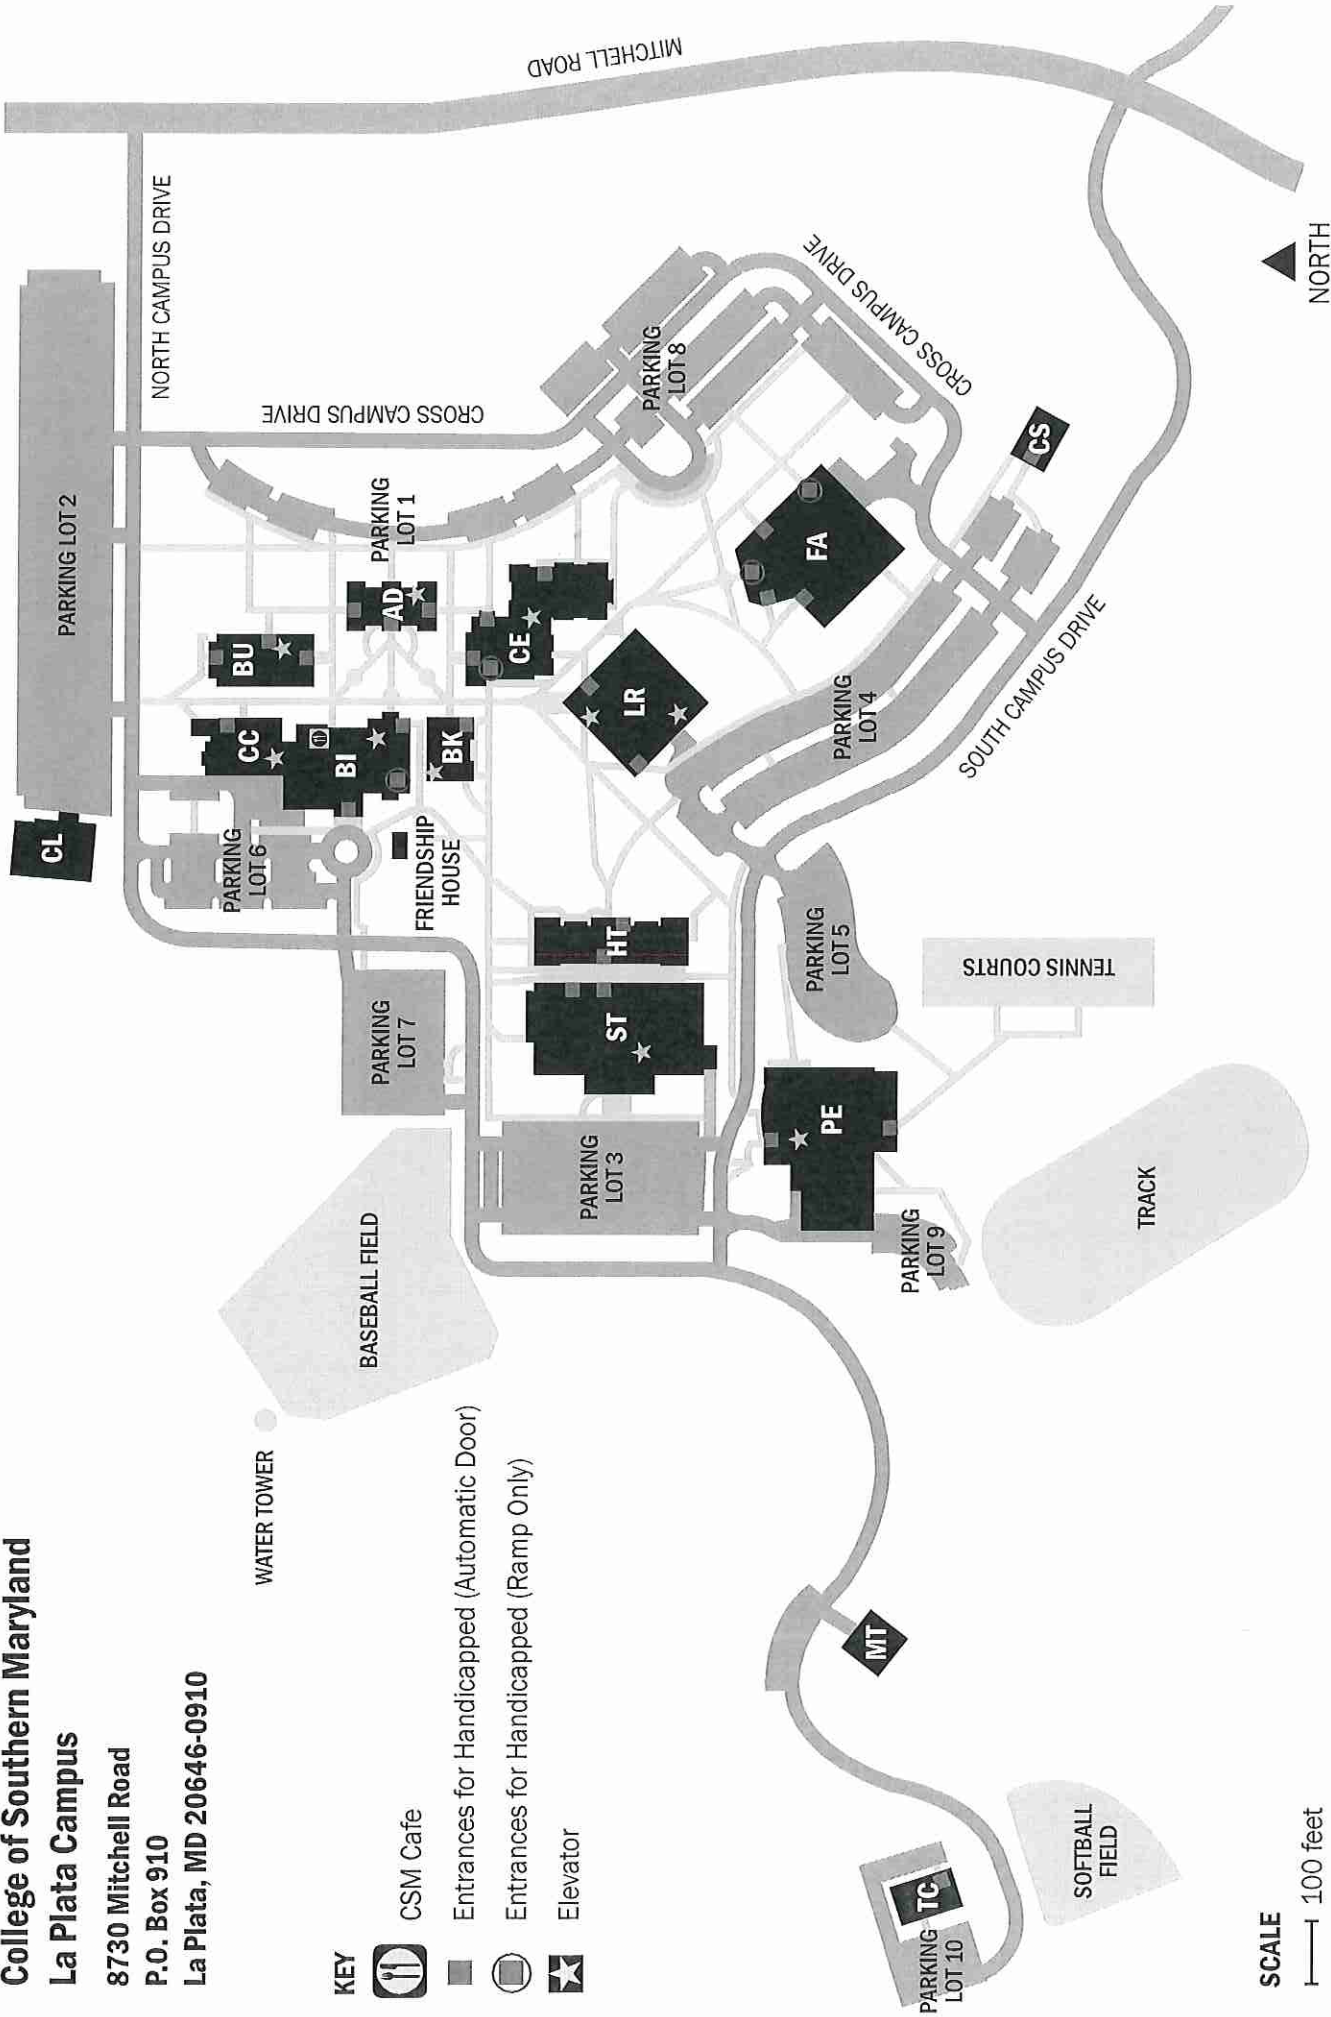 College of Southern Maryland
La Plata Campus
8730 Mitchell Road
P.O. Box 910
La Plata, MD 20646-0910
KEY
CSM Cafe
Entrances for Handicapped (Automatic Door)
Entrances for Handicapped (Ramp Only)
Elevator
WATER TOWER
BASEBALL FIELD
CL
PARKING LOT 2
NORTH CAMPUS DRIVE
MITCHELL ROAD
PARKING
LOT 6
CC
BU
CROSS CAMPUS DRIVE
PARKING
LOT 7
FRIENDSHIP
HOUSE
BI
BK
AD
PARKING
LOT 1
CE
PARKING
LOT 3
ST
HT
LR
PARKING
LOT 8
CROSS CAMPUS DRIVE
PE
PARKING
LOT 5
PARKING
LOT 4
FA
PARKING
LOT 9
TENNIS COURTS
SOUTH CAMPUS DRIVE
CS
TRACK
MT
TC
PARKING
LOT 10
SOFTBALL
FIELD
SCALE
100 feet
NORTH